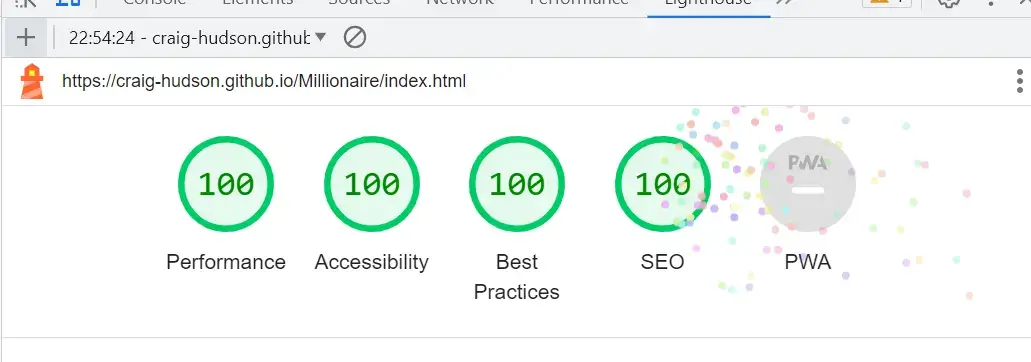 Console Elements Sources Network Performance Lighthouse
22:54:24 - craig-hudson.github
https://craig-hudson.github.io/Millionaire/index.html
100 100 100 100 PWA
Performance Accessibility Best Practices SEO PWA